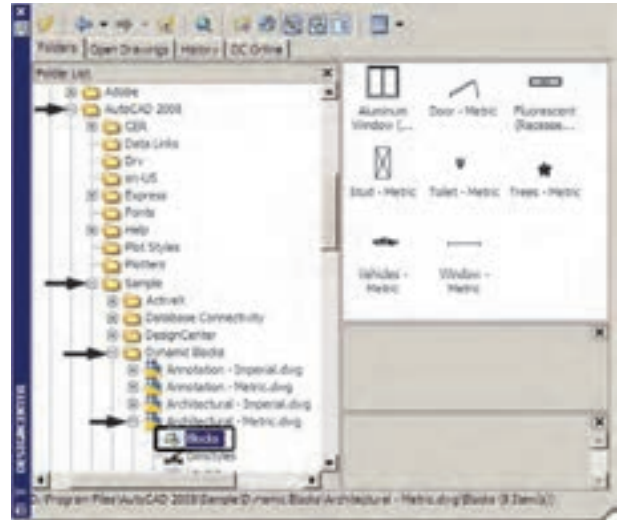 Folders Open Drawings History DC Online
Folder List
Adobe
AutoCAD 2008
CER
Data Links
Drv
en-US
Express
Fonts
Help
Plot Styles
Plotters
Sample
ActiveX
Database Connectivity
DesignCenter
Dynamic Blocks
Annotation - Imperial.dwg
Annotation - Metric.dwg
Architectural - Imperial.dwg
Architectural - Metric.dwg
Blocks
Dimstyles
Aluminum Window (... Door - Metric Fluorescent (Recesse...
Stud - Metric Toilet - Metric Trees - Metric
Vehicles - Metric Window - Metric
DESIGNCENTER
D:\Program Files\AutoCAD 2008\Sample\Dynamic Blocks\Architectural - Metric.dwg\Blocks (8 Item(s))